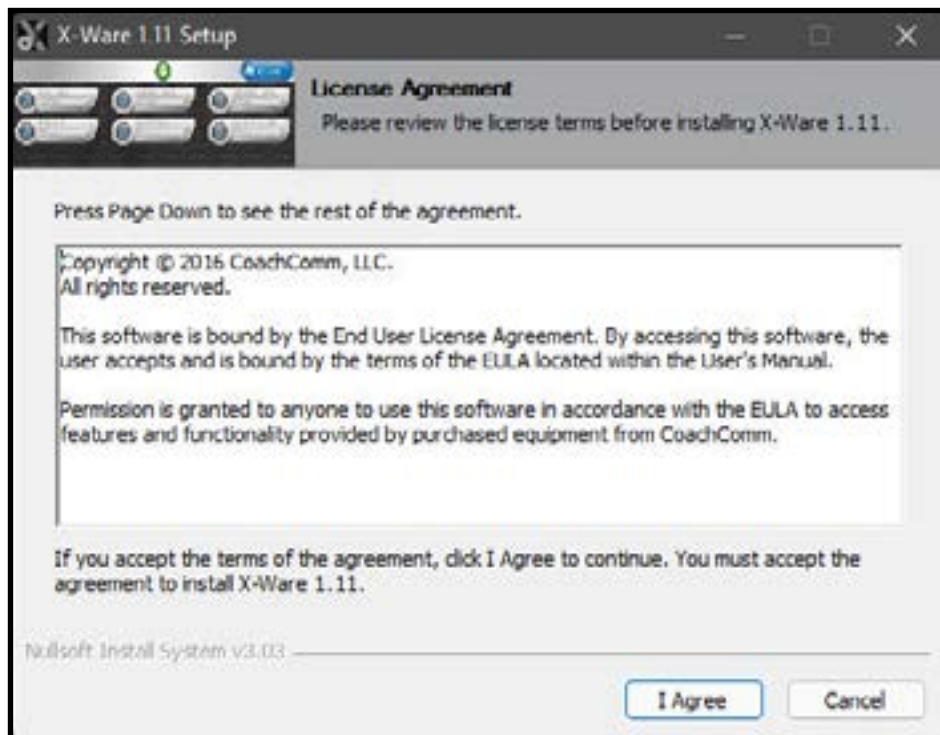 X-Ware 1.11 Setup
License Agreement
Please review the license terms before installing X-Ware 1.11.
Press Page Down to see the rest of the agreement.
Copyright © 2016 CoachComm, LLC.
All rights reserved.
This software is bound by the End User License Agreement. By accessing this software, the
user accepts and is bound by the terms of the EULA located within the User's Manual.
Permission is granted to anyone to use this software in accordance with the EULA to access
features and functionality provided by purchased equipment from CoachComm.
If you accept the terms of the agreement, click I Agree to continue. You must accept the
agreement to install X-Ware 1.11.
Nullsoft Install System v3.03
I Agree
Cancel